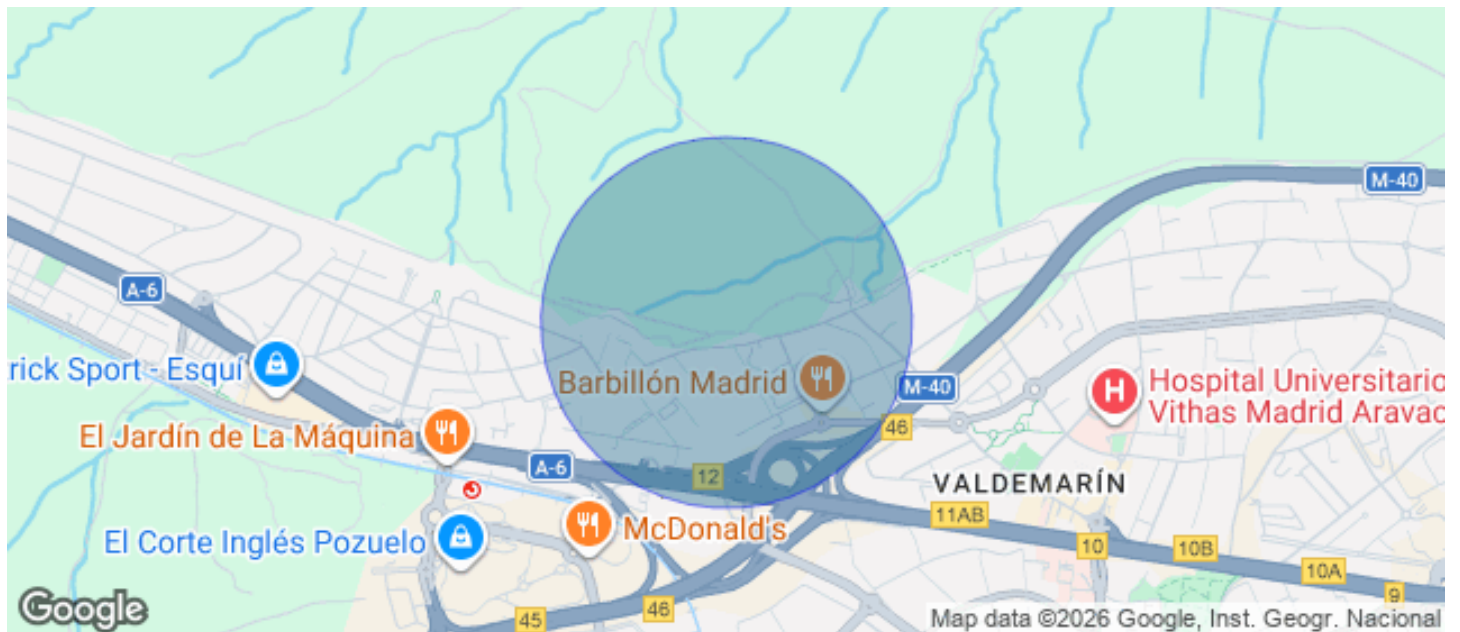 M-40
A-6
rick Sport - Esquí
Barbillón Madrid
M-40
Hospital Universitario
Vithas Madrid Aravac
El Jardín de La Máquina
46
A-6
12
VALDEMARÍN
11AB
McDonald's
El Corte Inglés Pozuelo
10
10B
10A
9
46
45
Google
Map data ©2026 Google, Inst. Geogr. Nacional